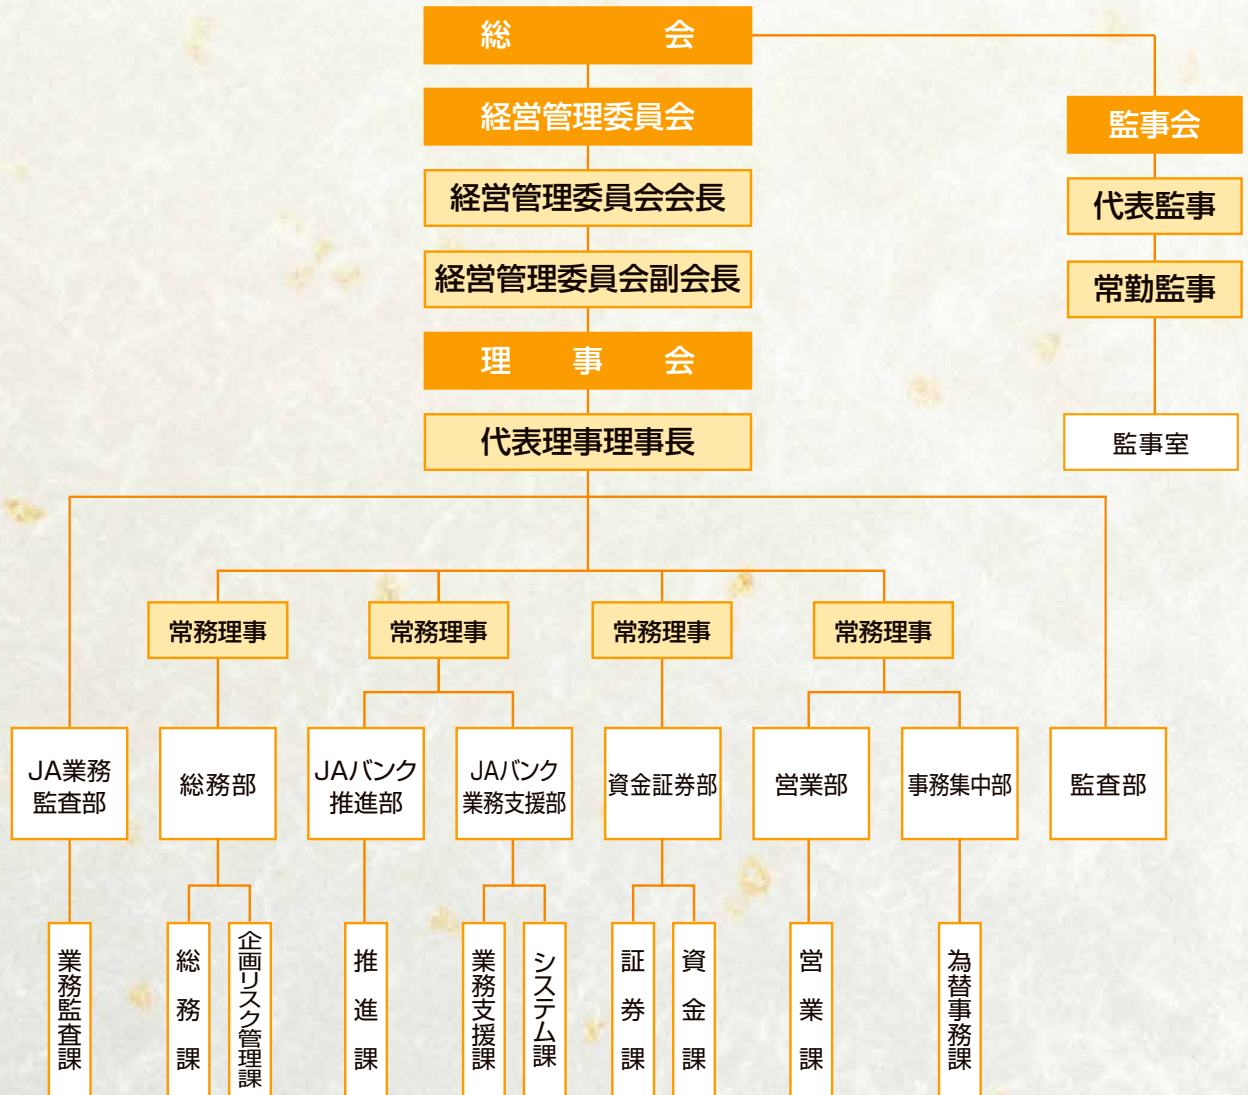 総会
経営管理委員会
監事会
経営管理委員会会長
代表監事
経営管理委員会副会長
常勤監事
理事会
代表理事理事長
監事室
常務理事
常務理事
常務理事
常務理事
JA業務
監査部
総務部
JAバンク
推進部
JAバンク
業務支援部
資金証券部
営業部
事務集中部
監査部
業務監査課
総務課
企画リスク管理課
推進課
業務支援課
システム課
証券課
資金課
営業課
為替事務課